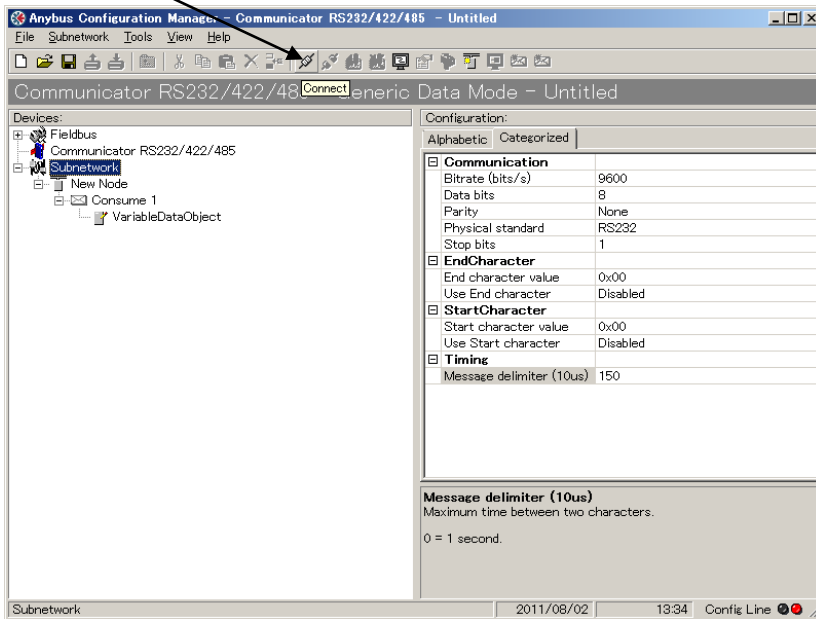 Anybus Configuration Manager - Communicator RS232/422/485 - Untitled
File Subnetwork Tools View Help
Connect
Communicator RS232/422/48 Generic Data Mode - Untitled
Devices:
Fieldbus
Communicator RS232/422/485
Subnetwork
New Node
Consume 1
VariableDataObject
Configuration:
Alphabetic Categorized
Communication
Bitrate (bits/s) 9600
Data bits 8
Parity None
Physical standard RS232
Stop bits 1
EndCharacter
End character value 0x00
Use End character Disabled
StartCharacter
Start character value 0x00
Use Start character Disabled
Timing
Message delimiter (10us) 150
Message delimiter (10us)
Maximum time between two characters.
0 = 1 second.
Subnetwork 2011/08/02 13:34 Config Line